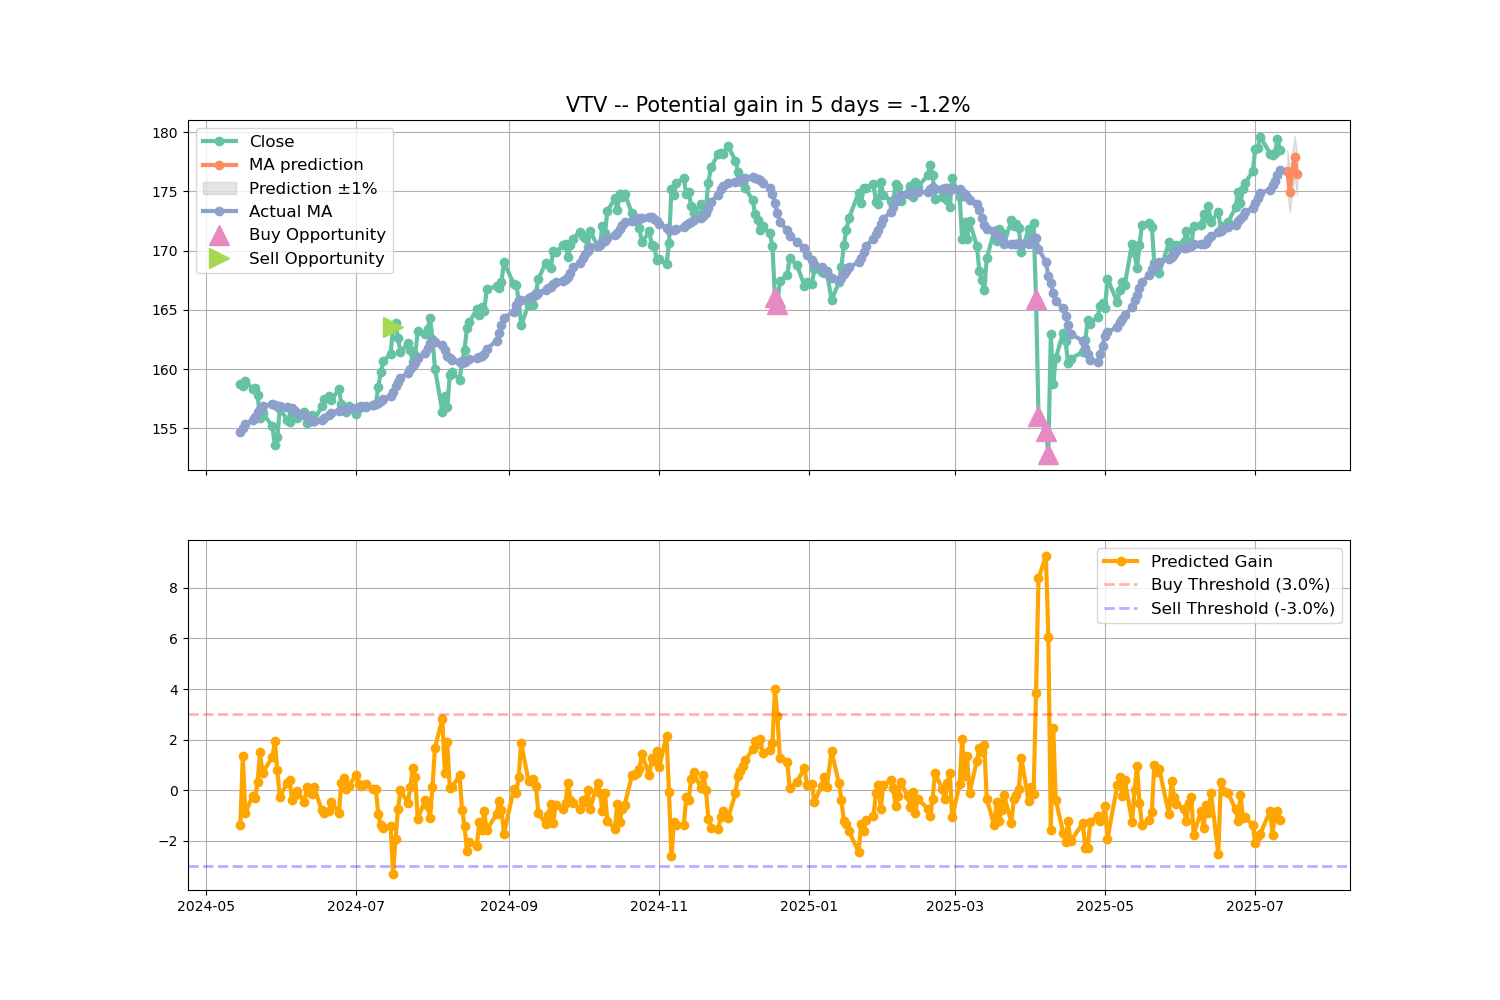 VTV -- Potential gain in 5 days = -1.2%
180
175
170
165
160
155
Close
MA prediction
Prediction ±1%
Actual MA
Buy Opportunity
Sell Opportunity
8
6
4
2
0
−2
Predicted Gain
Buy Threshold (3.0%)
Sell Threshold (-3.0%)
2024-05
2024-07
2024-09
2024-11
2025-01
2025-03
2025-05
2025-07